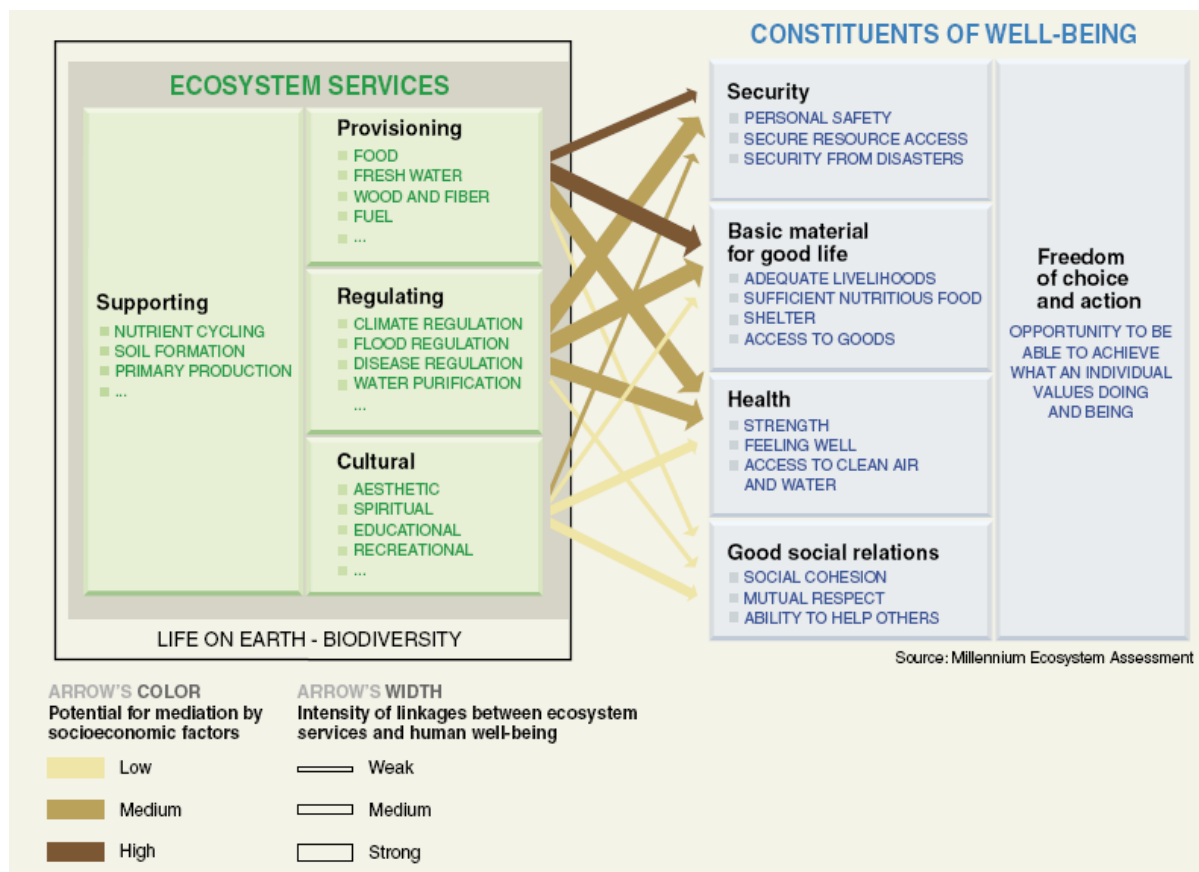 CONSTITUENTS OF WELL-BEING
ECOSYSTEM SERVICES
Supporting
NUTRIENT CYCLING
SOIL FORMATION
PRIMARY PRODUCTION
...
Provisioning
FOOD
FRESH WATER
WOOD AND FIBER
FUEL
...
Regulating
CLIMATE REGULATION
FLOOD REGULATION
DISEASE REGULATION
WATER PURIFICATION
...
Cultural
AESTHETIC
SPIRITUAL
EDUCATIONAL
RECREATIONAL
...
LIFE ON EARTH - BIODIVERSITY
Security
PERSONAL SAFETY
SECURE RESOURCE ACCESS
SECURITY FROM DISASTERS
Basic material
for good life
ADEQUATE LIVELIHOODS
SUFFICIENT NUTRITIOUS FOOD
SHELTER
ACCESS TO GOODS
Health
STRENGTH
FEELING WELL
ACCESS TO CLEAN AIR
AND WATER
Good social relations
SOCIAL COHESION
MUTUAL RESPECT
ABILITY TO HELP OTHERS
Freedom
of choice
and action
OPPORTUNITY TO BE
ABLE TO ACHIEVE
WHAT AN INDIVIDUAL
VALUES DOING
AND BEING
Source: Millennium Ecosystem Assessment
ARROW'S COLOR
Potential for mediation by
socioeconomic factors
Low
Medium
High
ARROW'S WIDTH
Intensity of linkages between ecosystem
services and human well-being
Weak
Medium
Strong